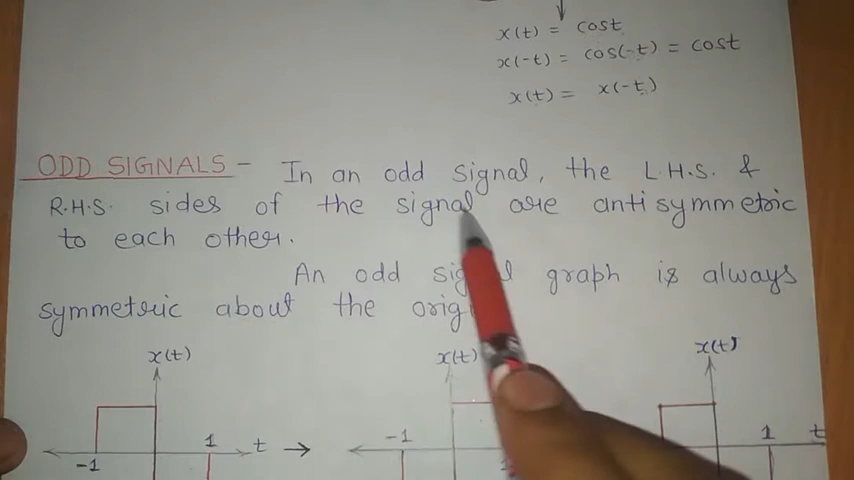 x(t) = cost
x(-t) = cos(-t) = cost
x(t) = x(-t)
ODD SIGNALS - In an odd signal, the L.H.S. &
R.H.S. sides of the signal are antisymmetric
to each other.
An odd graph is always
symmetric about the
x(t) x(t) x(t)
-1 1 t → -1 1 t